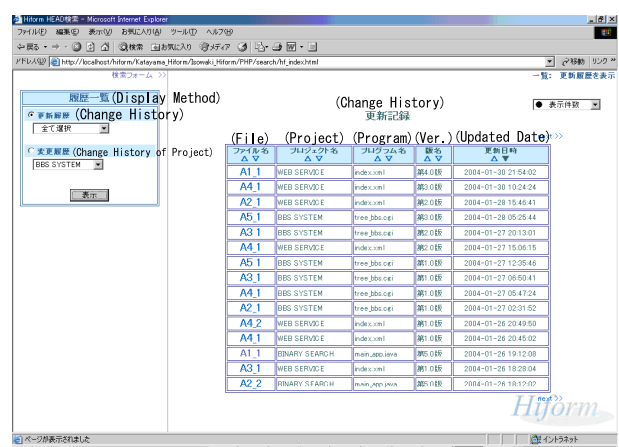 Hiform HEAD検索 - Microsoft Internet Explorer
ファイル(F) 編集(E) 表示(V) お気に入り(A) ツール(T) ヘルプ(H)
戻る 検索 お気に入り メディア
アドレス(D) http://localhost/hiform/Katayama_Hiform/Isowaki_Hiform/PHP/search/hf_index.html 移動 リンク »
検索フォーム >> 一覧: 更新履歴を表示
履歴一覧 (Display Method)
更新履歴 (Change History)
全て選択
変更履歴 (Change History of Project)
BBS SYSTEM
表示
(Change History)
更新記録
● 表示件数
(File) (Project) (Program) (Ver.) (Updated Date) >>
ファイル名 プロジェクト名 プログラム名 版名 更新日時
△ ▽ △ ▽ △ ▽ △ ▽ △ ▼
A1_1 WEB SERVICE index.xml 第4.0版 2004-01-30 21:54:02
A4_1 WEB SERVICE index.xml 第3.0版 2004-01-30 10:24:24
A2_1 WEB SERVICE index.xml 第2.0版 2004-01-28 15:46:41
A5_1 BBS SYSTEM tree_bbs.cgi 第3.0版 2004-01-28 05:25:44
A3_1 BBS SYSTEM tree_bbs.cgi 第2.0版 2004-01-27 20:13:01
A4_1 WEB SERVICE index.xml 第2.0版 2004-01-27 15:06:15
A5_1 BBS SYSTEM tree_bbs.cgi 第1.0版 2004-01-27 12:35:46
A3_1 BBS SYSTEM tree_bbs.cgi 第1.0版 2004-01-27 06:50:41
A4_1 BBS SYSTEM tree_bbs.cgi 第1.0版 2004-01-27 05:47:24
A2_1 BBS SYSTEM tree_bbs.cgi 第1.0版 2004-01-27 02:31:52
A4_2 WEB SERVICE index.xml 第1.0版 2004-01-26 20:49:50
A4_1 WEB SERVICE index.xml 第1.0版 2004-01-26 20:45:02
A1_1 BINARY SEARCH main_app.java 第5.0版 2004-01-26 19:12:08
A3_1 WEB SERVICE index.xml 第1.0版 2004-01-26 18:28:04
A2_2 BINARY SEARCH main_app.java 第5.0版 2004-01-26 18:12:02
next >>
Hiform
ページが表示されました イントラネット